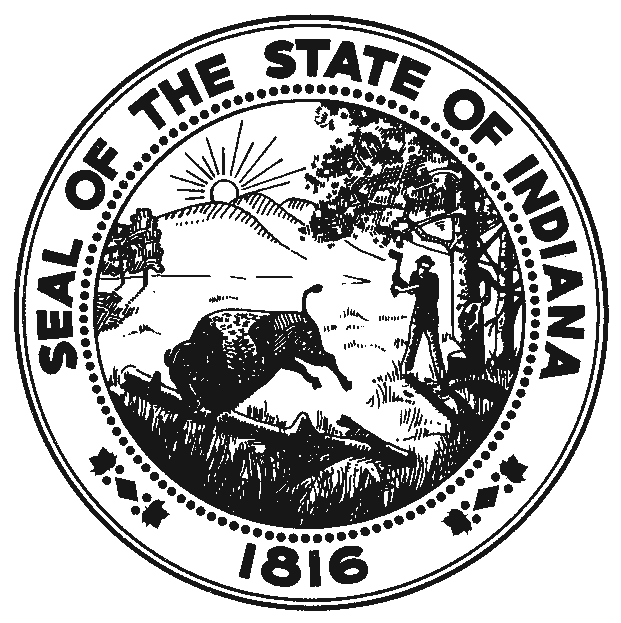 SEAL OF THE STATE OF INDIANA
1816